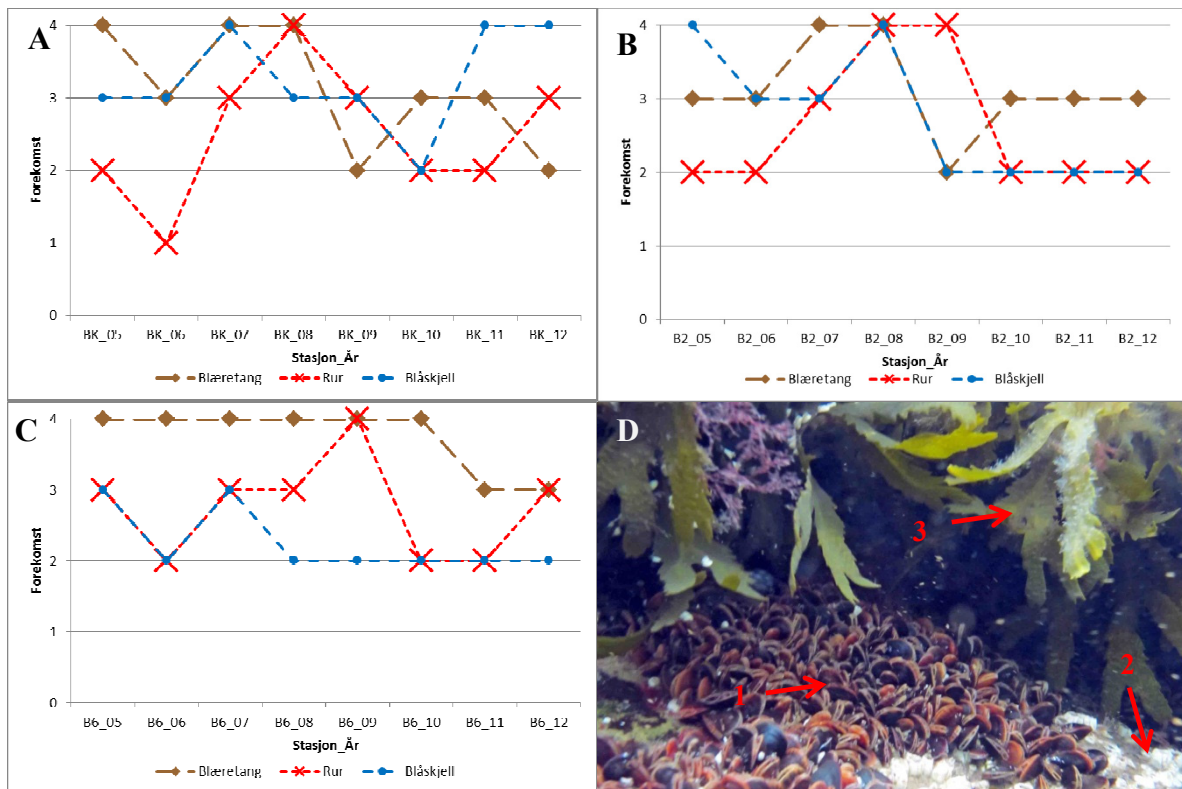 A
Forekomst
4
3
2
1
0
BK_05 BK_06 BK_07 BK_08 BK_09 BK_10 BK_11 BK_12
Stasjon_År
Blæretang Rur Blåskjell
B
Forekomst
4
3
2
1
0
B2_05 B2_06 B2_07 B2_08 B2_09 B2_10 B2_11 B2_12
Stasjon_År
Blæretang Rur Blåskjell
C
Forekomst
4
3
2
1
0
B6_05 B6_06 B6_07 B6_08 B6_09 B6_10 B6_11 B6_12
Stasjon_År
Blæretang Rur Blåskjell
D
3
2
1